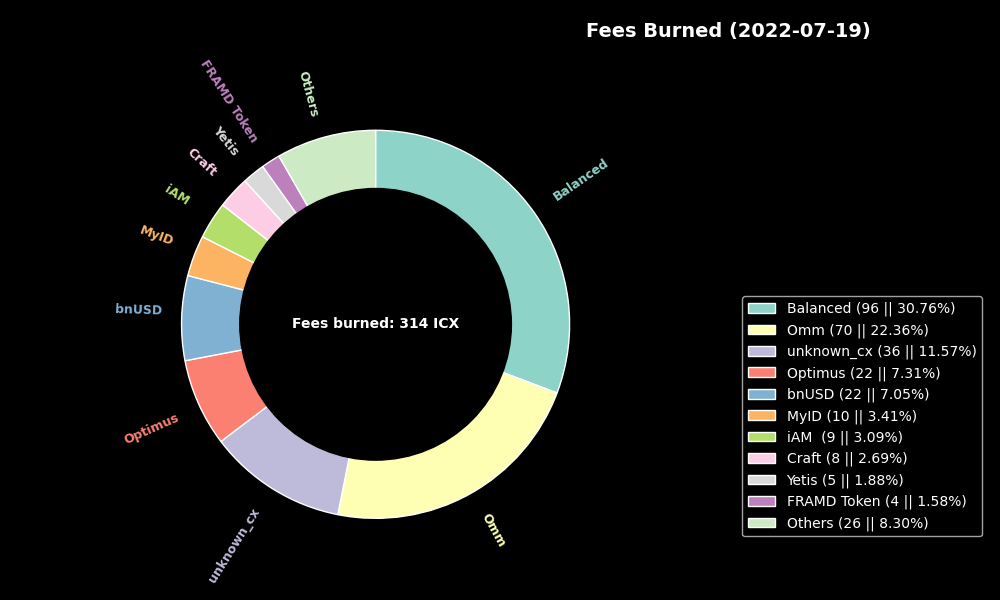 Fees Burned (2022-07-19)
Others
FRAMD Token
Yetis
Craft
iAM
MyID
bnUSD
Optimus
unknown_cx
Omm
Balanced
Fees burned: 314 ICX
Balanced (96 || 30.76%)
Omm (70 || 22.36%)
unknown_cx (36 || 11.57%)
Optimus (22 || 7.31%)
bnUSD (22 || 7.05%)
MyID (10 || 3.41%)
iAM  (9 || 3.09%)
Craft (8 || 2.69%)
Yetis (5 || 1.88%)
FRAMD Token (4 || 1.58%)
Others (26 || 8.30%)